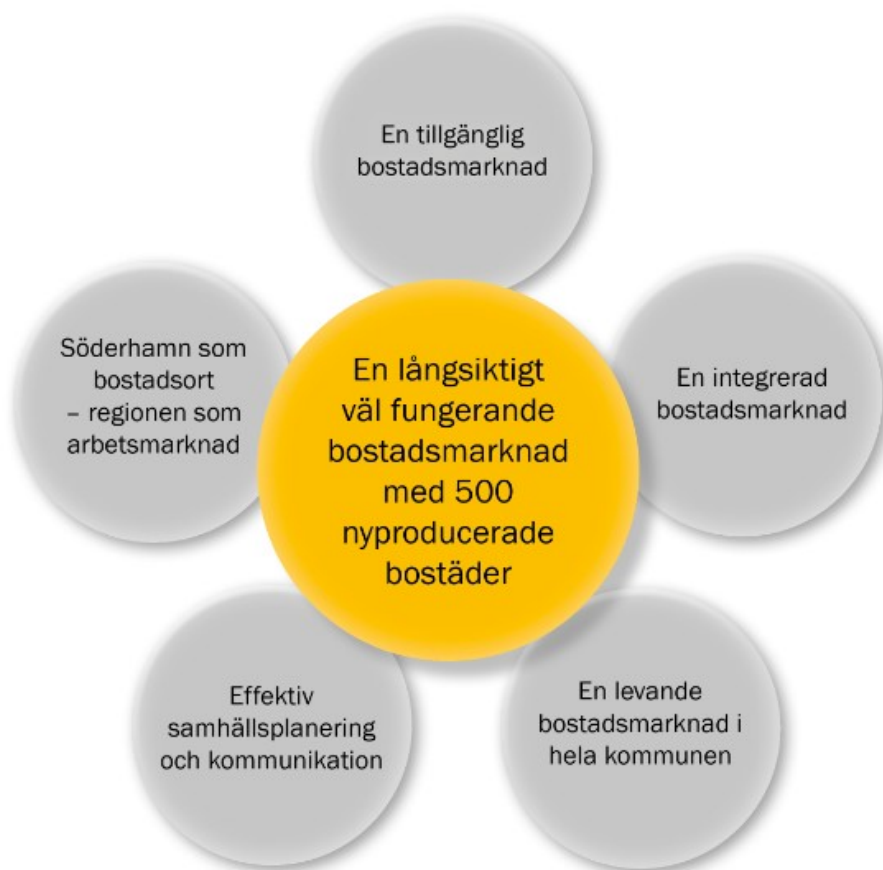 En tillgänglig
bostadsmarknad
Söderhamn som
bostadsort
– regionen som
arbetsmarknad
En långsiktigt
väl fungerande
bostadsmarknad
med 500
nyproducerade
bostäder
En integrerad
bostadsmarknad
Effektiv
samhällsplanering
och kommunikation
En levande
bostadsmarknad i
hela kommunen